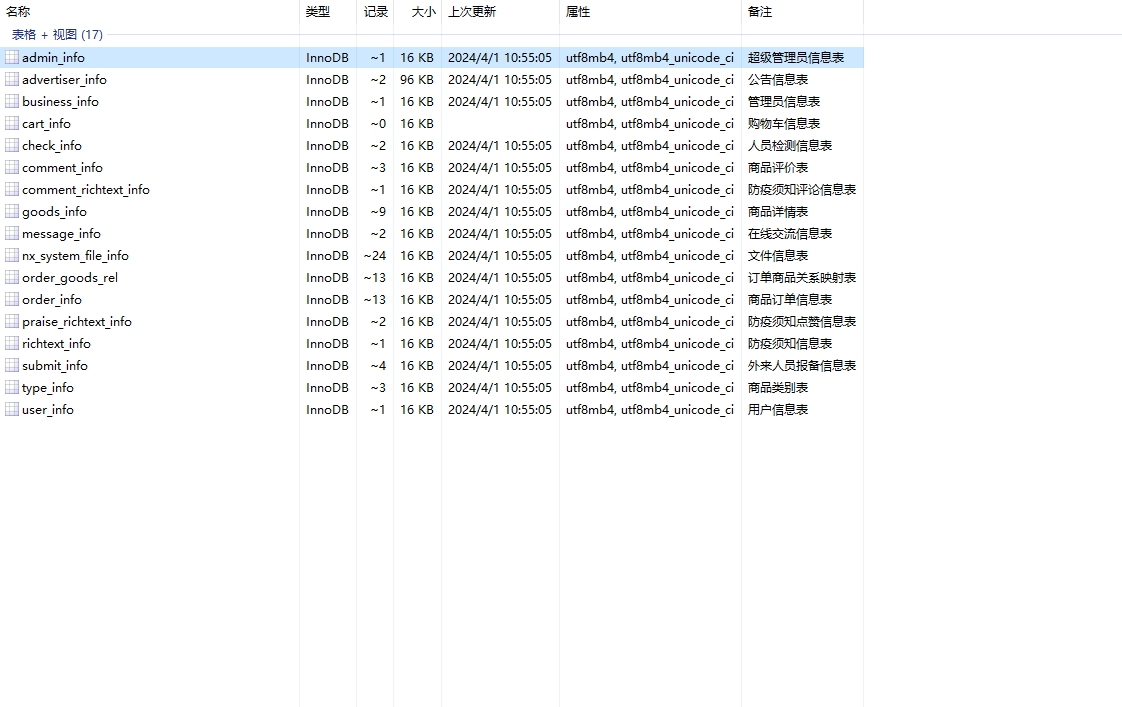 名称 类型 记录 大小 上次更新 属性 备注
表格 + 视图 (17)
admin_info InnoDB ~1 16 KB 2024/4/1 10:55:05 utf8mb4, utf8mb4_unicode_ci 超级管理员信息表
advertiser_info InnoDB ~2 96 KB 2024/4/1 10:55:05 utf8mb4, utf8mb4_unicode_ci 公告信息表
business_info InnoDB ~1 16 KB 2024/4/1 10:55:05 utf8mb4, utf8mb4_unicode_ci 管理员信息表
cart_info InnoDB ~0 16 KB utf8mb4, utf8mb4_unicode_ci 购物车信息表
check_info InnoDB ~2 16 KB 2024/4/1 10:55:05 utf8mb4, utf8mb4_unicode_ci 人员检测信息表
comment_info InnoDB ~3 16 KB 2024/4/1 10:55:05 utf8mb4, utf8mb4_unicode_ci 商品评价表
comment_richtext_info InnoDB ~1 16 KB 2024/4/1 10:55:05 utf8mb4, utf8mb4_unicode_ci 防疫须知评论信息表
goods_info InnoDB ~9 16 KB 2024/4/1 10:55:05 utf8mb4, utf8mb4_unicode_ci 商品详情表
message_info InnoDB ~2 16 KB 2024/4/1 10:55:05 utf8mb4, utf8mb4_unicode_ci 在线交流信息表
nx_system_file_info InnoDB ~24 16 KB 2024/4/1 10:55:05 utf8mb4, utf8mb4_unicode_ci 文件信息表
order_goods_rel InnoDB ~13 16 KB 2024/4/1 10:55:05 utf8mb4, utf8mb4_unicode_ci 订单商品关系映射表
order_info InnoDB ~13 16 KB 2024/4/1 10:55:05 utf8mb4, utf8mb4_unicode_ci 商品订单信息表
praise_richtext_info InnoDB ~2 16 KB 2024/4/1 10:55:05 utf8mb4, utf8mb4_unicode_ci 防疫须知点赞信息表
richtext_info InnoDB ~1 16 KB 2024/4/1 10:55:05 utf8mb4, utf8mb4_unicode_ci 防疫须知信息表
submit_info InnoDB ~4 16 KB 2024/4/1 10:55:05 utf8mb4, utf8mb4_unicode_ci 外来人员报备信息表
type_info InnoDB ~3 16 KB 2024/4/1 10:55:05 utf8mb4, utf8mb4_unicode_ci 商品类别表
user_info InnoDB ~1 16 KB 2024/4/1 10:55:05 utf8mb4, utf8mb4_unicode_ci 用户信息表